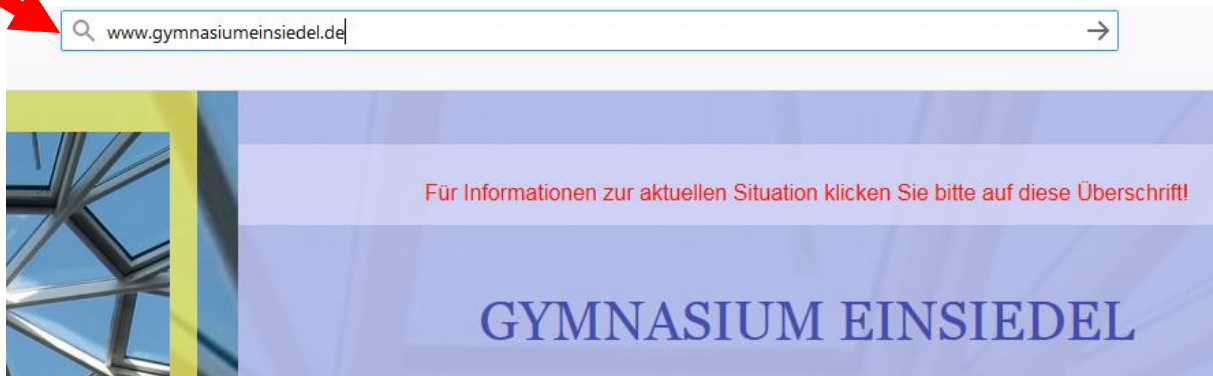 www.gymnasiumeinsiedel.de
Für Informationen zur aktuellen Situation klicken Sie bitte auf diese Überschrift!
GYMNASIUM EINSIEDEL